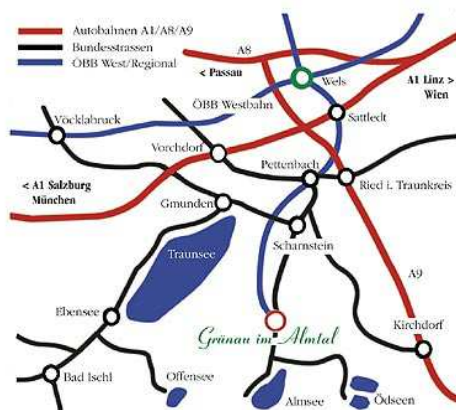 Autobahnen A1/A8/A9
Bundesstrassen
ÖBB West/Regional
A8
< Passau
Wels
A1 Linz >
Wien
ÖBB Westbahn
Vöcklabruck
Sattledt
Vorchdorf
Pettenbach
< A1 Salzburg
München
Ried i. Traunkreis
Gmunden
Scharnstein
Traunsee
A9
Ebensee
Grünau im Almtal
Kirchdorf
Bad Ischl
Offensee
Almsee
Ödseen